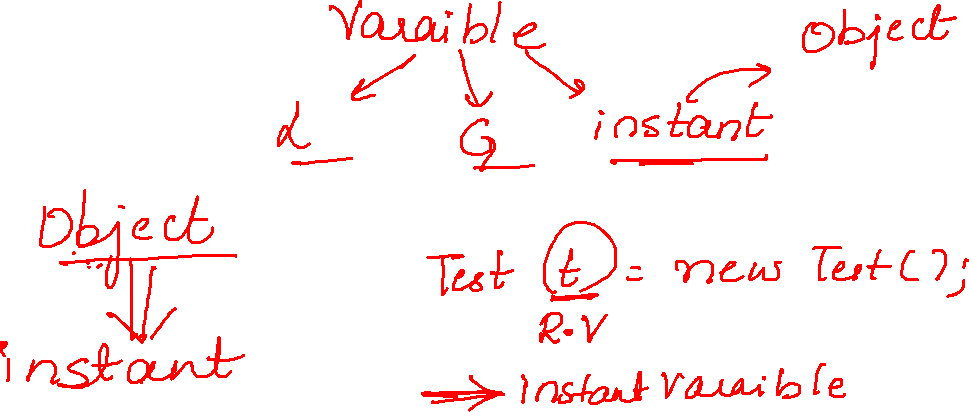 Varaible
Object
L
G
instant
Object
Test t = new Test();
R.V
instant
instant Varaible